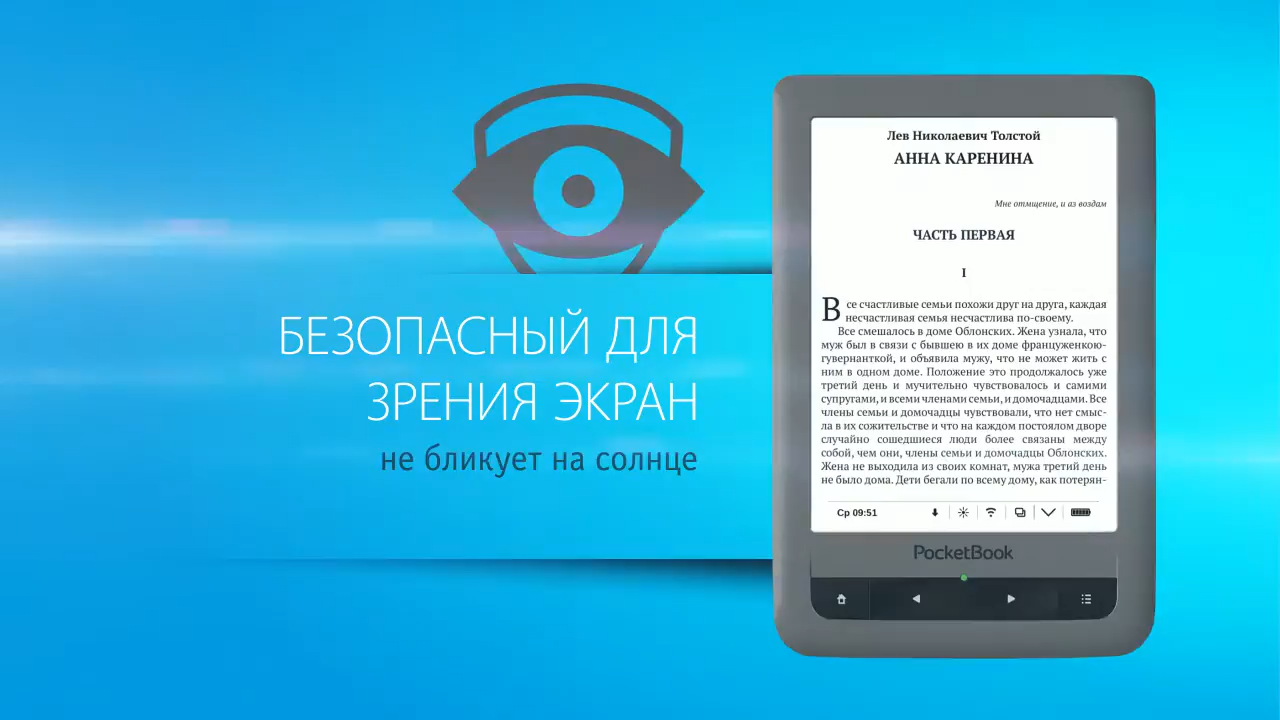 БЕЗОПАСНЫЙ ДЛЯ
ЗРЕНИЯ ЭКРАН
не бликует на солнце
Лев Николаевич Толстой
АННА КАРЕНИНА
Мне отмщение, и аз воздам
ЧАСТЬ ПЕРВАЯ
I
Все счастливые семьи похожи друг на друга, каждая
несчастливая семья несчастлива по-своему.
Все смешалось в доме Облонских. Жена узнала, что
муж был в связи с бывшею в их доме француженкою-
гувернанткой, и объявила мужу, что не может жить с
ним в одном доме. Положение это продолжалось уже
третий день и мучительно чувствовалось и самими
супругами, и всеми членами семьи, и домочадцами. Все
члены семьи и домочадцы чувствовали, что нет смыс-
ла в их сожительстве и что на каждом постоялом дворе
случайно сошедшиеся люди более связаны между
собой, чем они, члены семьи и домочадцы Облонских.
Жена не выходила из своих комнат, мужа третий день
не было дома. Дети бегали по всему дому, как потерян-
Ср 09:51
PocketBook